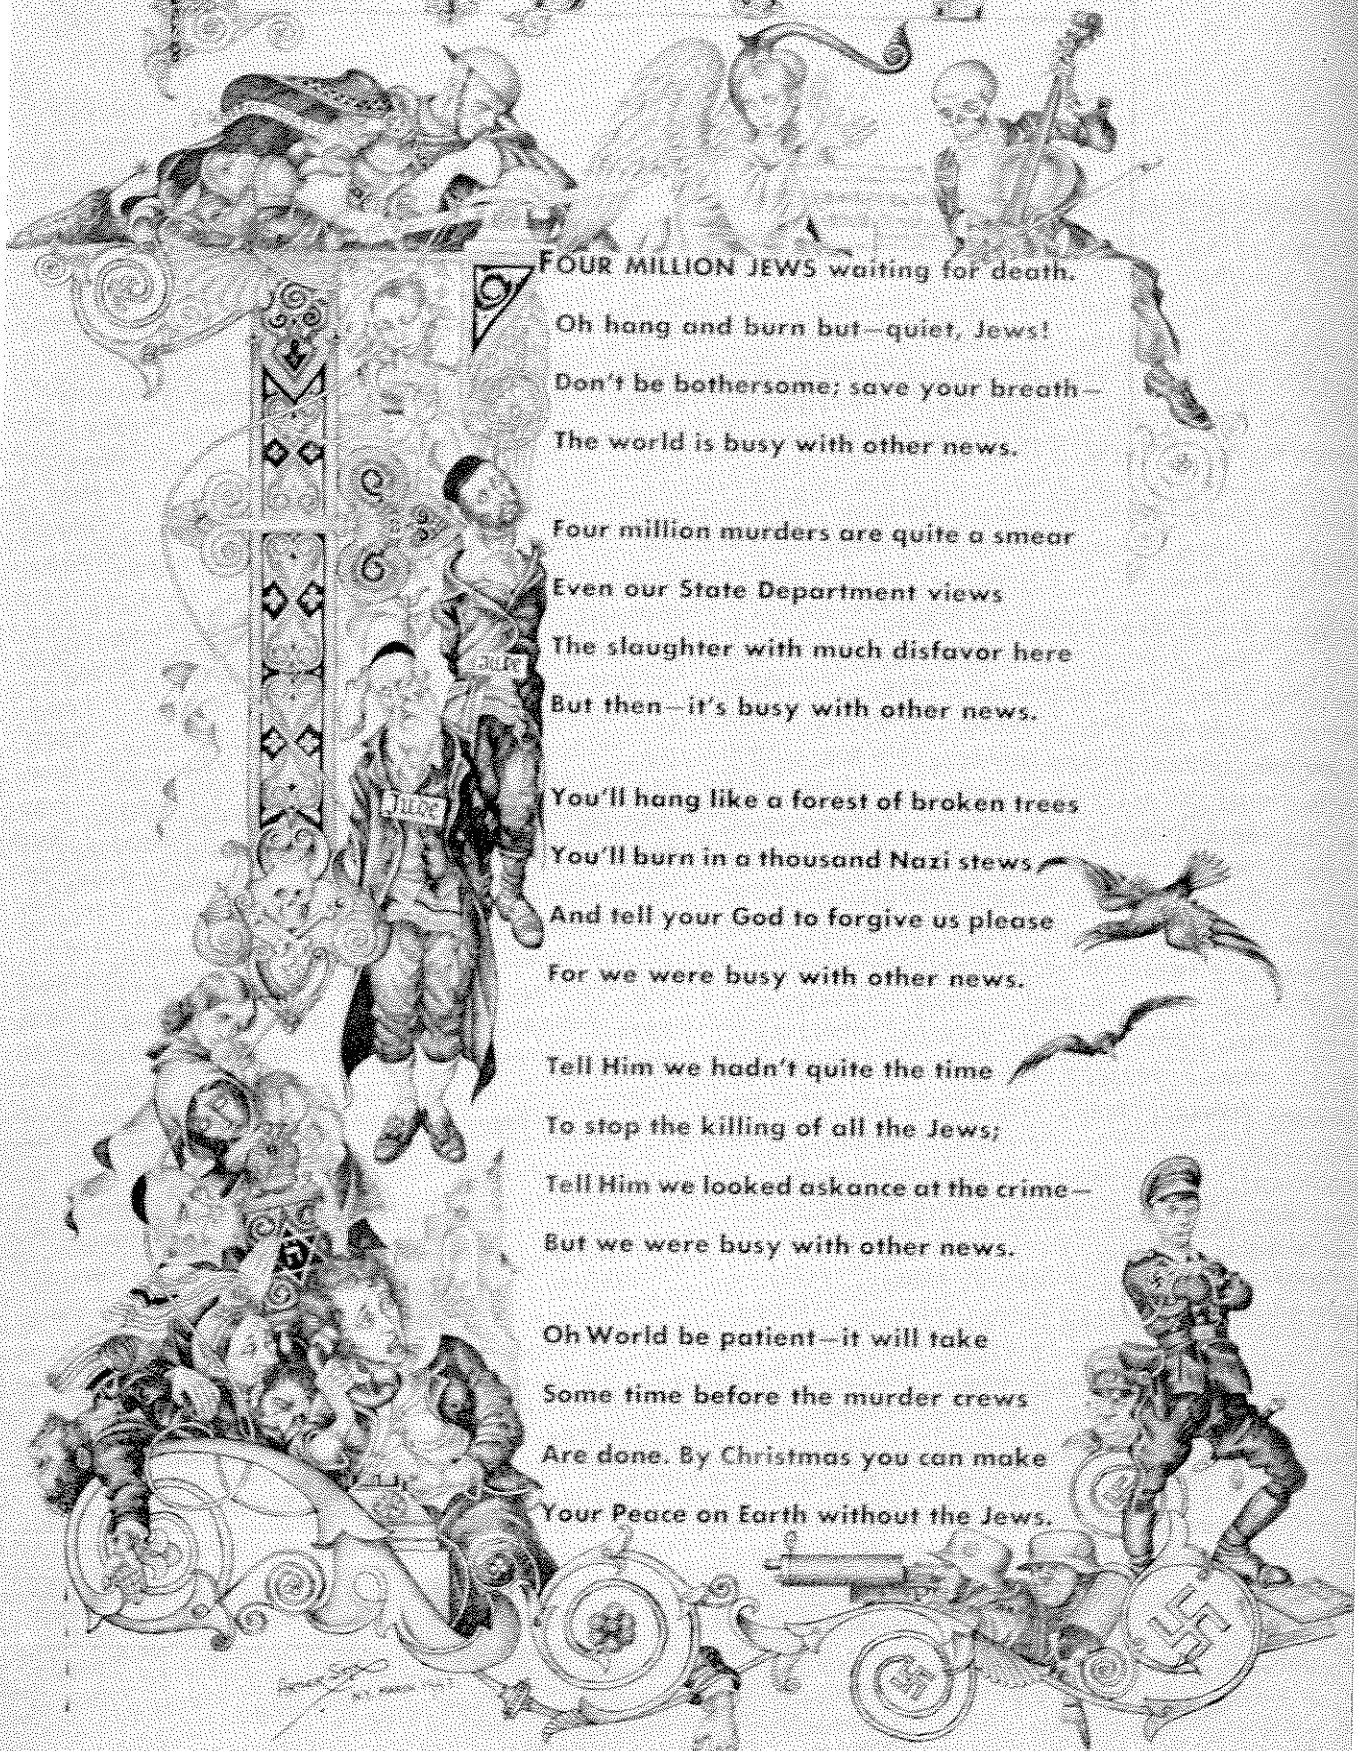 FOUR MILLION JEWS waiting for death.
Oh hang and burn but—quiet, Jews!
Don't be bothersome; save your breath—
The world is busy with other news.
Four million murders are quite a smear
Even our State Department views
The slaughter with much disfavor here
But then—it's busy with other news.
You'll hang like a forest of broken trees
You'll burn in a thousand Nazi stews
And tell your God to forgive us please
For we were busy with other news.
Tell Him we hadn't quite the time
To stop the killing of all the Jews;
Tell Him we looked askance at the crime—
But we were busy with other news.
Oh World be patient—it will take
Some time before the murder crews
Are done. By Christmas you can make
Your Peace on Earth without the Jews.
JUDE
JUDE